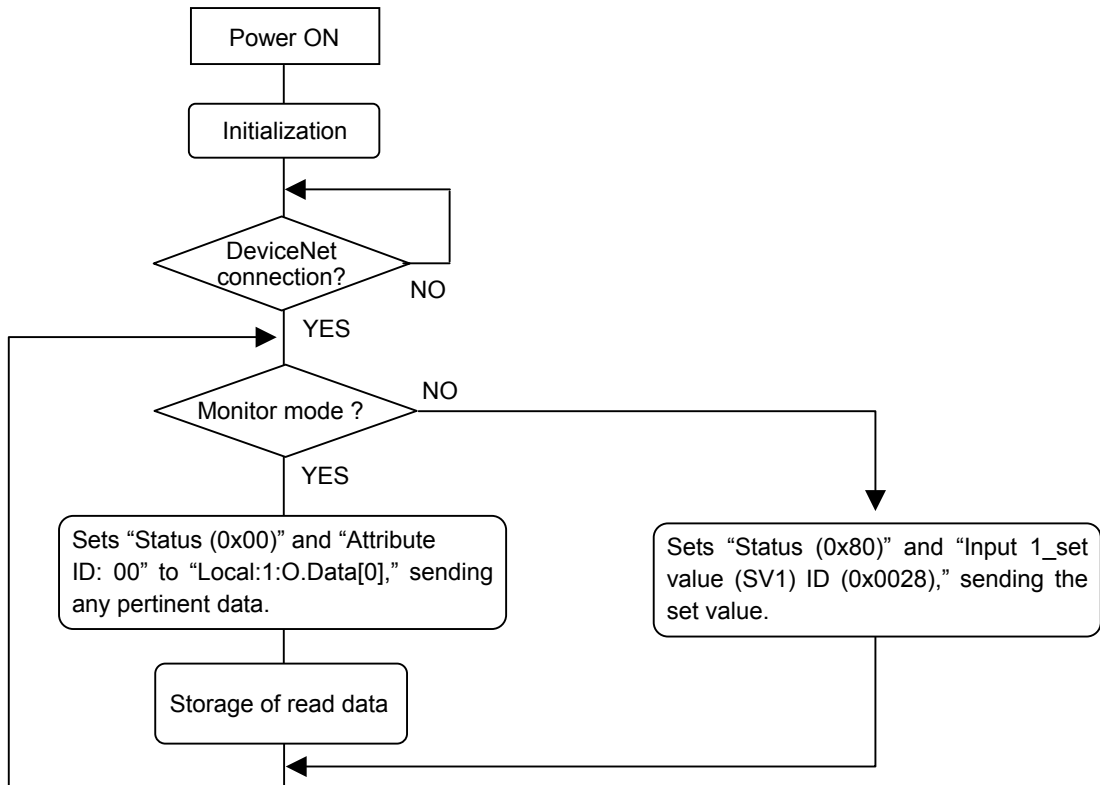 Power ON
Initialization
DeviceNet
connection?
NO
YES
Monitor mode ?
NO
YES
Sets “Status (0x00)” and “Attribute
ID: 00” to “Local:1:O.Data[0],” sending
any pertinent data.
Sets “Status (0x80)” and “Input 1_set
value (SV1) ID (0x0028),” sending the
set value.
Storage of read data